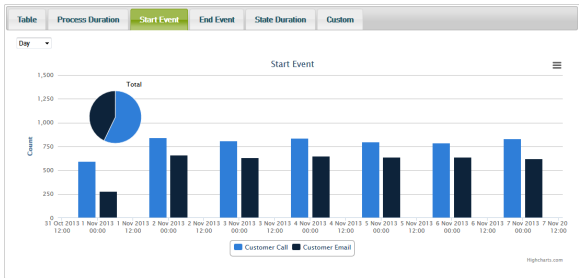 Table Process Duration Start Event End Event State Duration Custom
Day
Start Event
1,500
Total
1,250
1,000
750
500
250
0
Count
31 Oct 2013 1 Nov 2013 1 Nov 2013 2 Nov 2013 2 Nov 2013 3 Nov 2013 3 Nov 2013 4 Nov 2013 4 Nov 2013 5 Nov 2013 5 Nov 2013 6 Nov 2013 6 Nov 2013 7 Nov 2013 7 Nov 20
12:00 00:00 12:00 00:00 12:00 00:00 12:00 00:00 12:00 00:00 12:00 00:00 12:00 00:00 12:00
Customer Call Customer Email
Highcharts.com